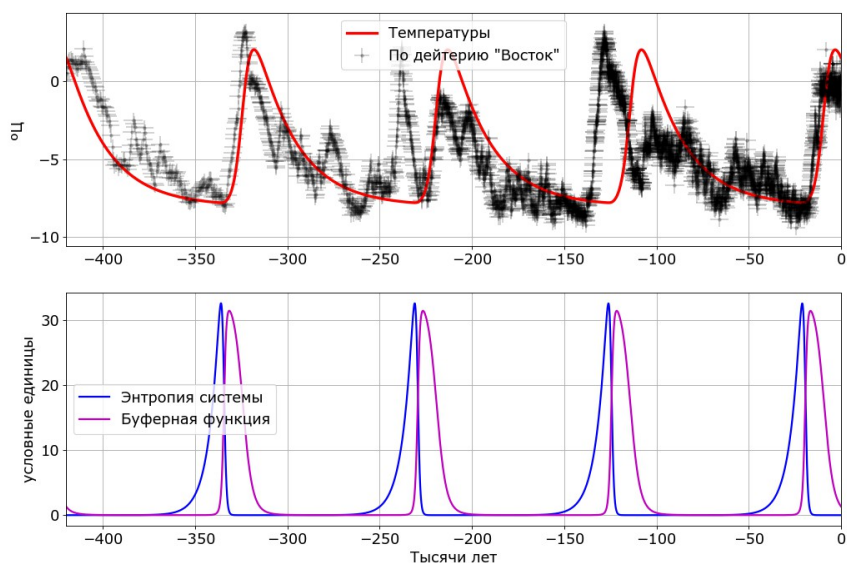 Температуры
По дейтерию "Восток"
0
−5
−10
°Ц
−400 −350 −300 −250 −200 −150 −100 −50 0
30
20
10
0
условные единицы
Энтропия системы
Буферная функция
−400 −350 −300 −250 −200 −150 −100 −50 0
Тысячи лет